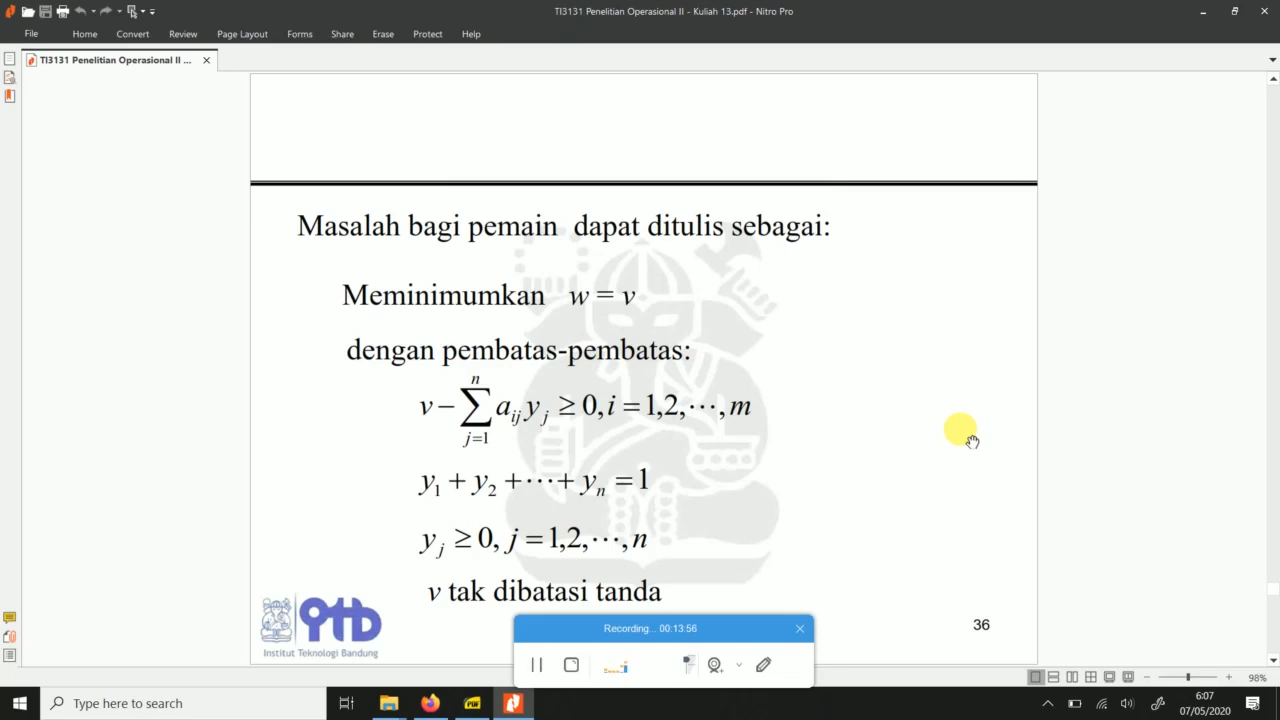 TI3131 Penelitian Operasional II - Kuliah 13.pdf - Nitro Pro
File Home Convert Review Page Layout Forms Share Erase Protect Help
TI3131 Penelitian Operasional II ...
Masalah bagi pemain dapat ditulis sebagai:
Meminimumkan w = v
dengan pembatas-pembatas:
v − ∑_{j=1}^{n} a_{ij} y_j ≥ 0, i = 1,2,⋯,m
y_1 + y_2 + ⋯ + y_n = 1
y_j ≥ 0, j = 1,2,⋯,n
v tak dibatasi tanda
Institut Teknologi Bandung
36
Recording... 00:13:56
98%
Type here to search
PDF
6:07
07/05/2020